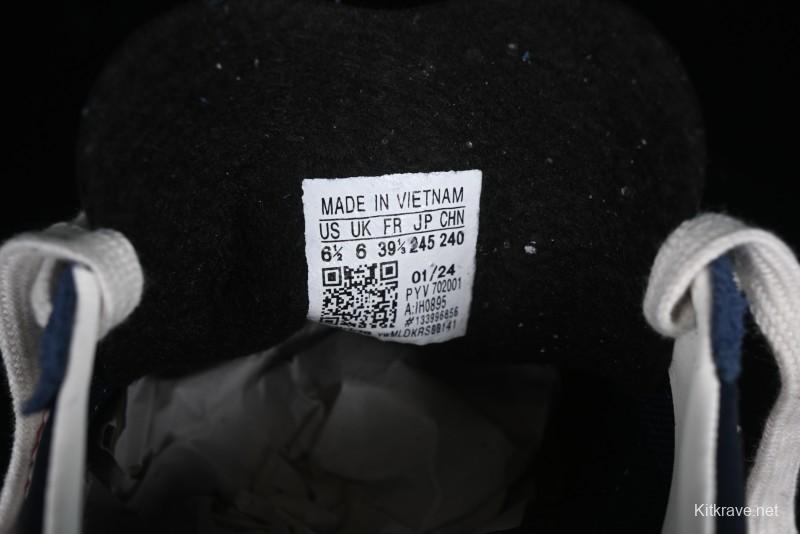 MADE IN VIETNAM
US UK FR JP CHN
6½ 6 39⅓ 245 240
01/24
PYV 702001
A:IH0895
#133996856
Kitkrave.net